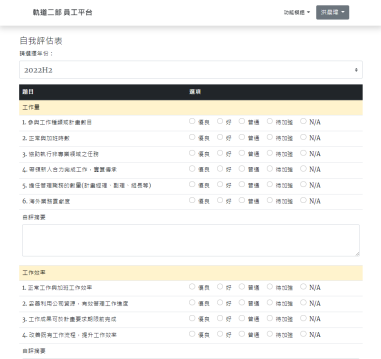 軌道二部員工平台
功能模組
自我評估表
請選擇年份：
2022H2
題目 選項
工作量
1. 參與工作種類或計劃數目 優良 好 普通 待加強 N/A
2. 正常與加班時數 優良 好 普通 待加強 N/A
3. 協助執行非專業領域之任務 優良 好 普通 待加強 N/A
4. 帶領新人合力完成工作、豐富傳承 優良 好 普通 待加強 N/A
5. 擔任管理職務的數量(計畫經理、副理、組長等) 優良 好 普通 待加強 N/A
6. 海外業務貢獻度 優良 好 普通 待加強 N/A
自評摘要
工作效率
1. 正常工作與加班工作效率 優良 好 普通 待加強 N/A
2. 妥善利用公司資源，有效管理工作進度 優良 好 普通 待加強 N/A
3. 工作成果可於計畫要求期限前完成 優良 好 普通 待加強 N/A
4. 改善既有工作流程，提升工作效率 優良 好 普通 待加強 N/A
自評摘要